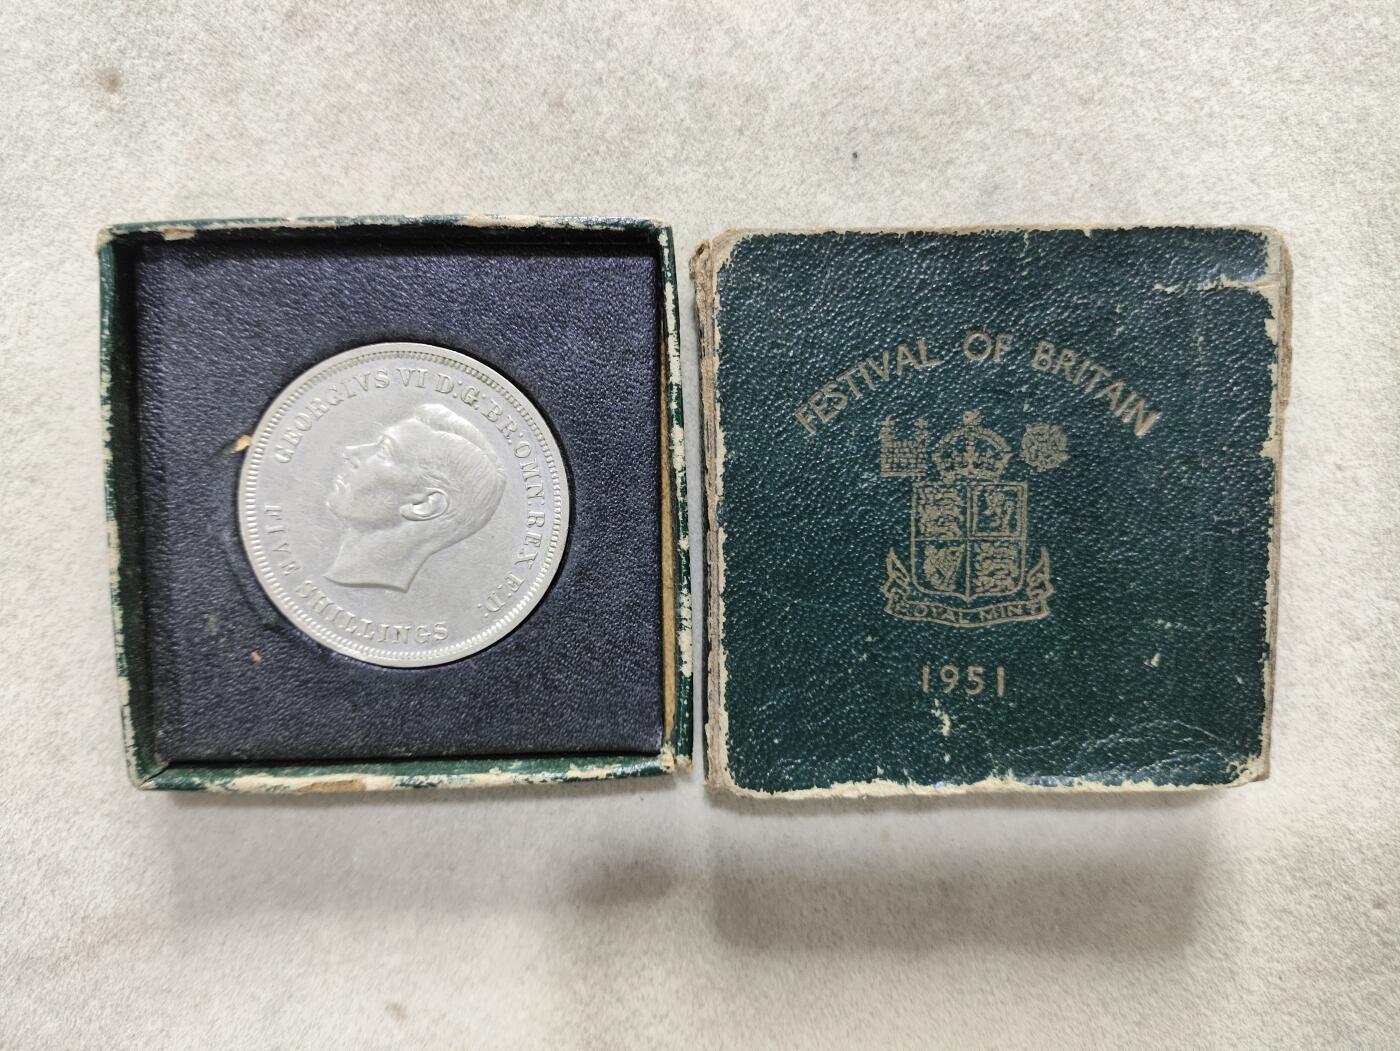 GEORGIVS VI D:G:BR:OMN:REX F:D:
FIVE SHILLINGS
FESTIVAL OF BRITAIN
ROYAL MINT
1951